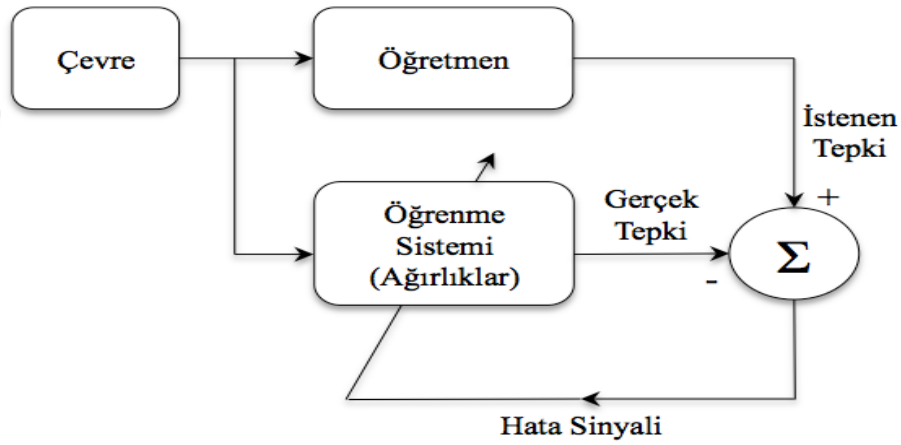 Çevre
Öğretmen
İstenen
Tepki
+
Öğrenme
Sistemi
(Ağırlıklar)
Gerçek
Tepki
-
Σ
Hata Sinyali